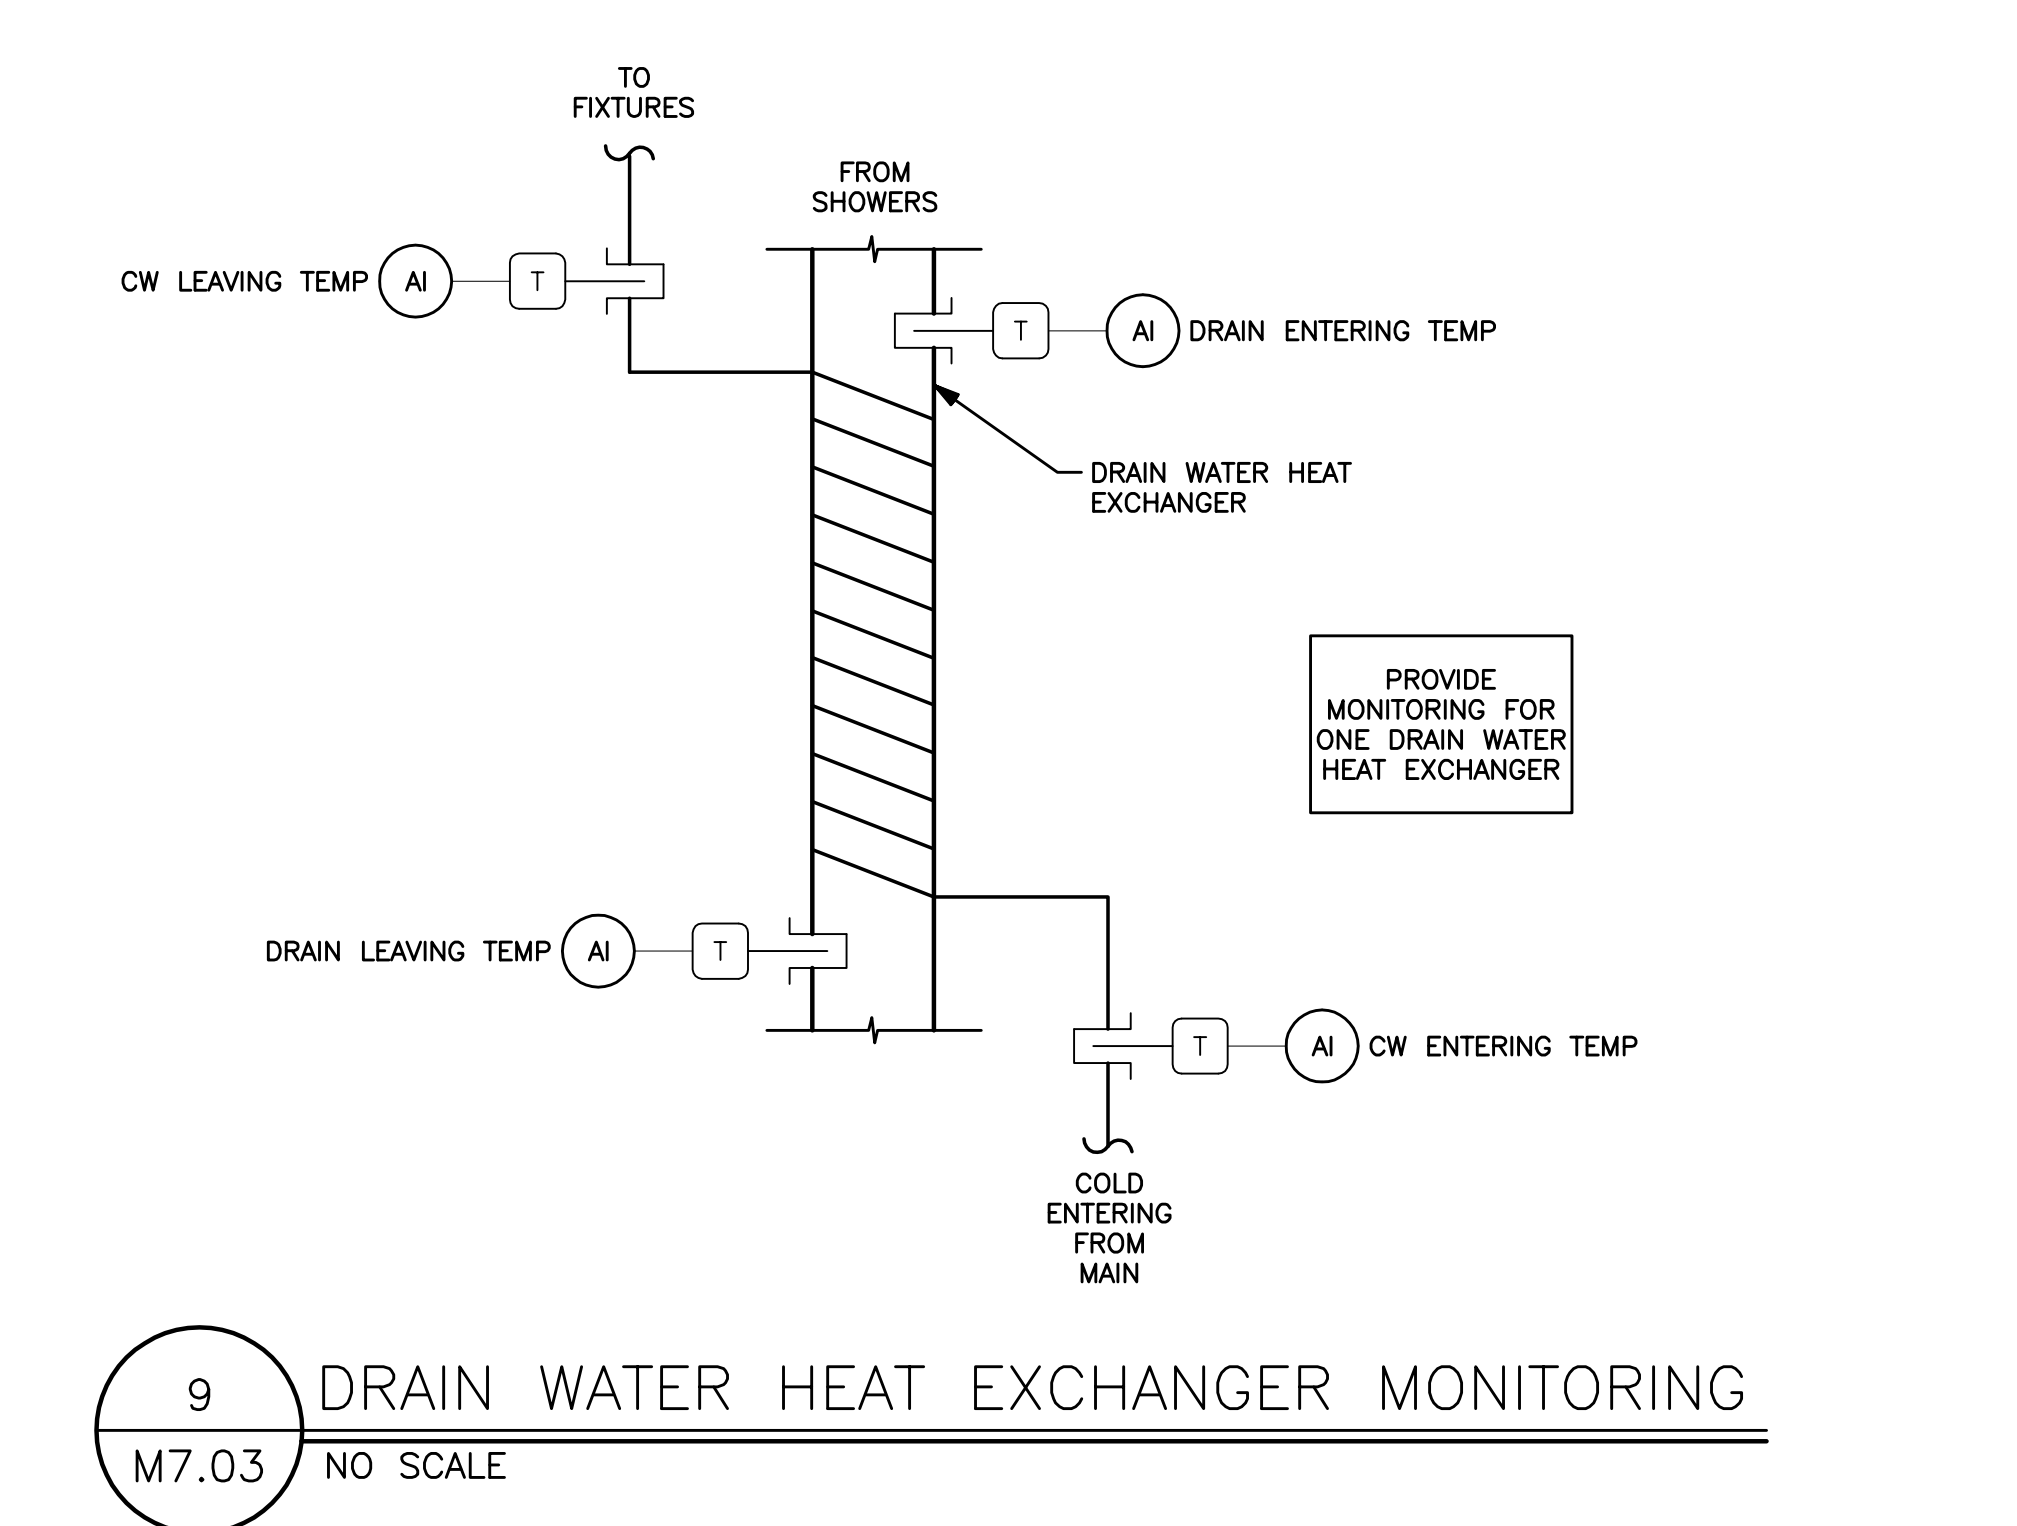 TO
FIXTURES
FROM
SHOWERS
CW LEAVING TEMP AI T
T AI DRAIN ENTERING TEMP
DRAIN WATER HEAT
EXCHANGER
PROVIDE
MONITORING FOR
ONE DRAIN WATER
HEAT EXCHANGER
DRAIN LEAVING TEMP AI T
T AI CW ENTERING TEMP
COLD
ENTERING
FROM
MAIN
9
DRAIN WATER HEAT EXCHANGER MONITORING
M7.03
NO SCALE